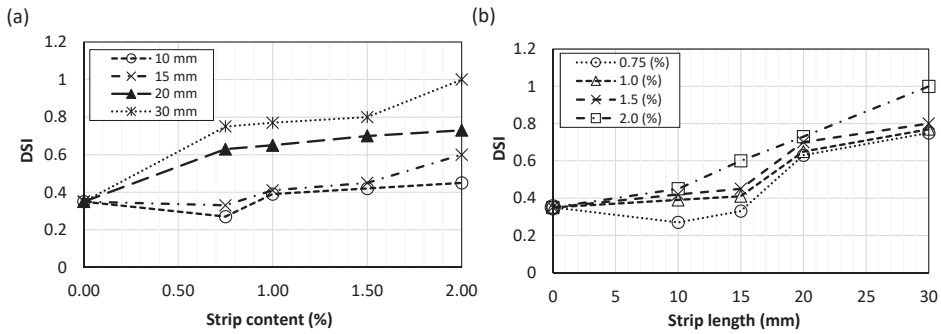 (a)
1.2
1
0.8
0.6
0.4
0.2
0
DSI
10 mm
15 mm
20 mm
30 mm
0.00 0.50 1.00 1.50 2.00
Strip content (%)
(b)
1.2
1
0.8
0.6
0.4
0.2
0
DSI
0.75 (%)
1.0 (%)
1.5 (%)
2.0 (%)
0 5 10 15 20 25 30
Strip length (mm)